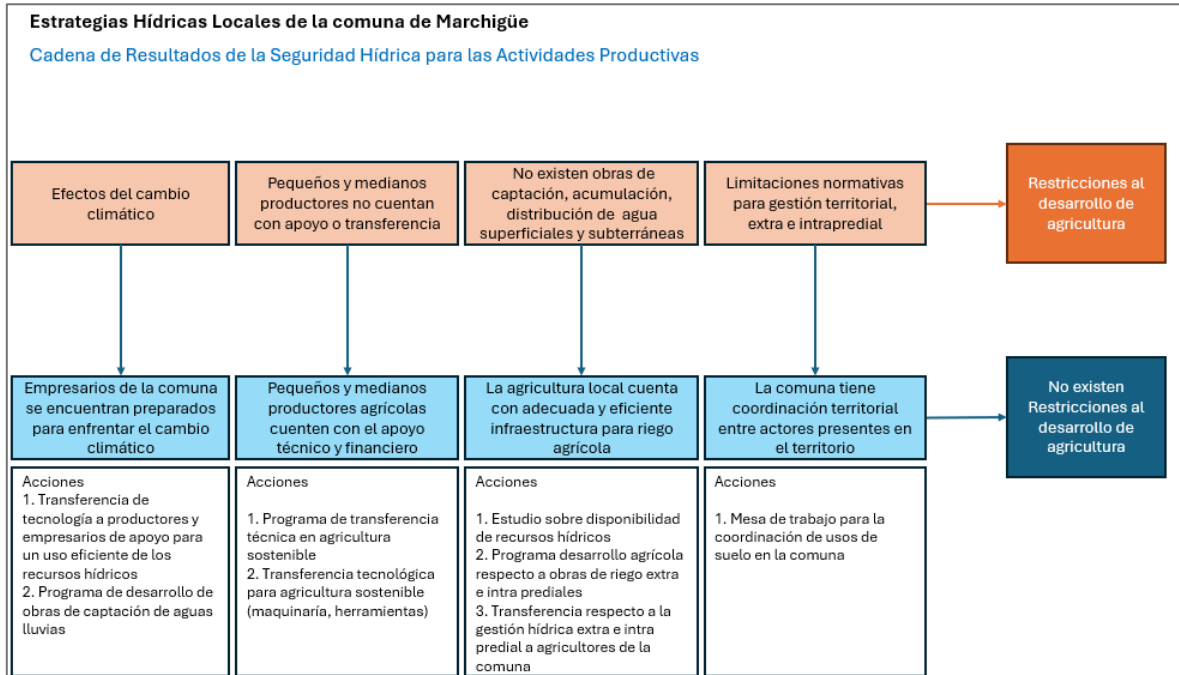 Estrategias Hídricas Locales de la comuna de Marchigüe
Cadena de Resultados de la Seguridad Hídrica para las Actividades Productivas
Efectos del cambio
climático
Pequeños y medianos
productores no cuentan
con apoyo o transferencia
No existen obras de
captación, acumulación,
distribución de agua
superficiales y subterráneas
Limitaciones normativas
para gestión territorial,
extra e intrapredial
Restricciones al
desarrollo de
agricultura
Empresarios de la comuna
se encuentran preparados
para enfrentar el cambio
climático
Pequeños y medianos
productores agrícolas
cuenten con el apoyo
técnico y financiero
La agricultura local cuenta
con adecuada y eficiente
infraestructura para riego
agrícola
La comuna tiene
coordinación territorial
entre actores presentes en
el territorio
No existen
Restricciones al
desarrollo de
agricultura
Acciones
1. Transferencia de
tecnología a productores y
empresarios de apoyo para
un uso eficiente de los
recursos hídricos
2. Programa de desarrollo de
obras de captación de aguas
lluvias
Acciones
1. Programa de transferencia
técnica en agricultura
sostenible
2. Transferencia tecnológica
para agricultura sostenible
(maquinaría, herramientas)
Acciones
1. Estudio sobre disponibilidad
de recursos hídricos
2. Programa desarrollo agrícola
respecto a obras de riego extra
e intra prediales
3. Transferencia respecto a la
gestión hídrica extra e intra
predial a agricultores de la
comuna
Acciones
1. Mesa de trabajo para la
coordinación de usos de
suelo en la comuna